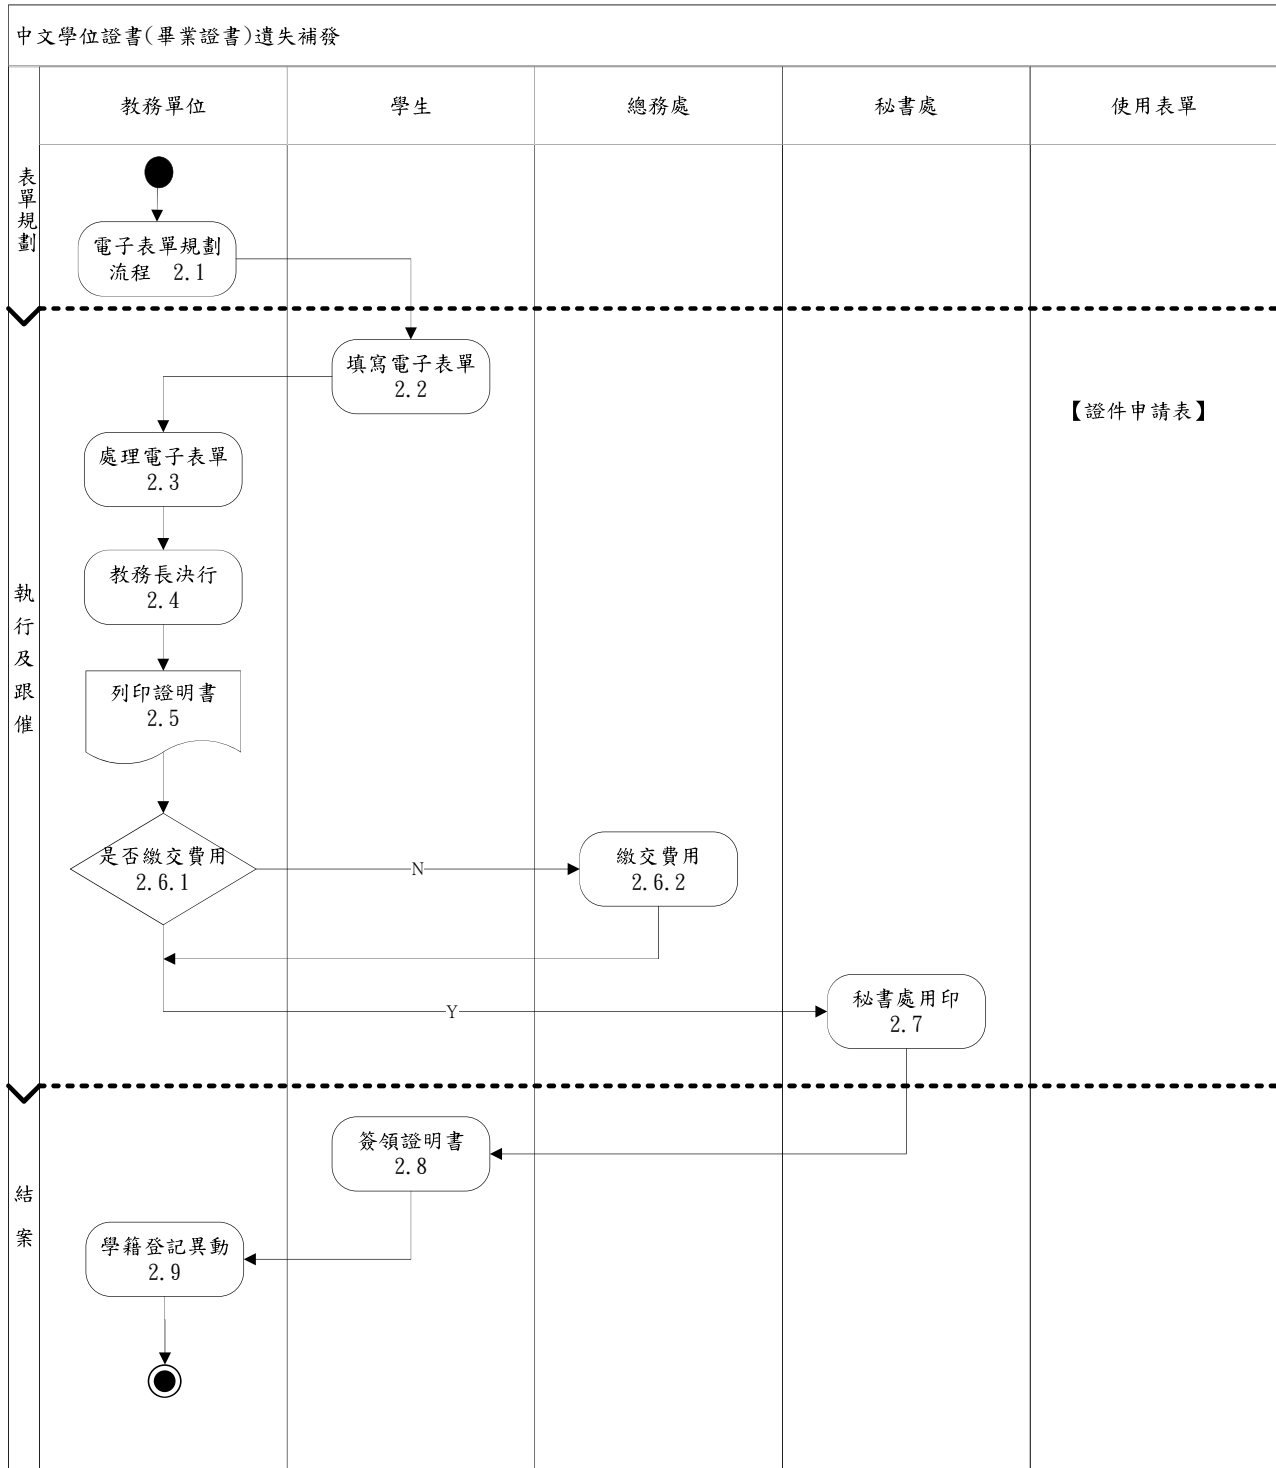 中文學位證書(畢業證書)遺失補發
教務單位
學生
總務處
秘書處
使用表單
表單規劃
電子表單規劃
流程 2.1
填寫電子表單
2.2
【證件申請表】
處理電子表單
2.3
教務長決行
2.4
執行及跟催
列印證明書
2.5
是否繳交費用
2.6.1
N
繳交費用
2.6.2
秘書處用印
2.7
Y
簽領證明書
2.8
結案
學籍登記異動
2.9